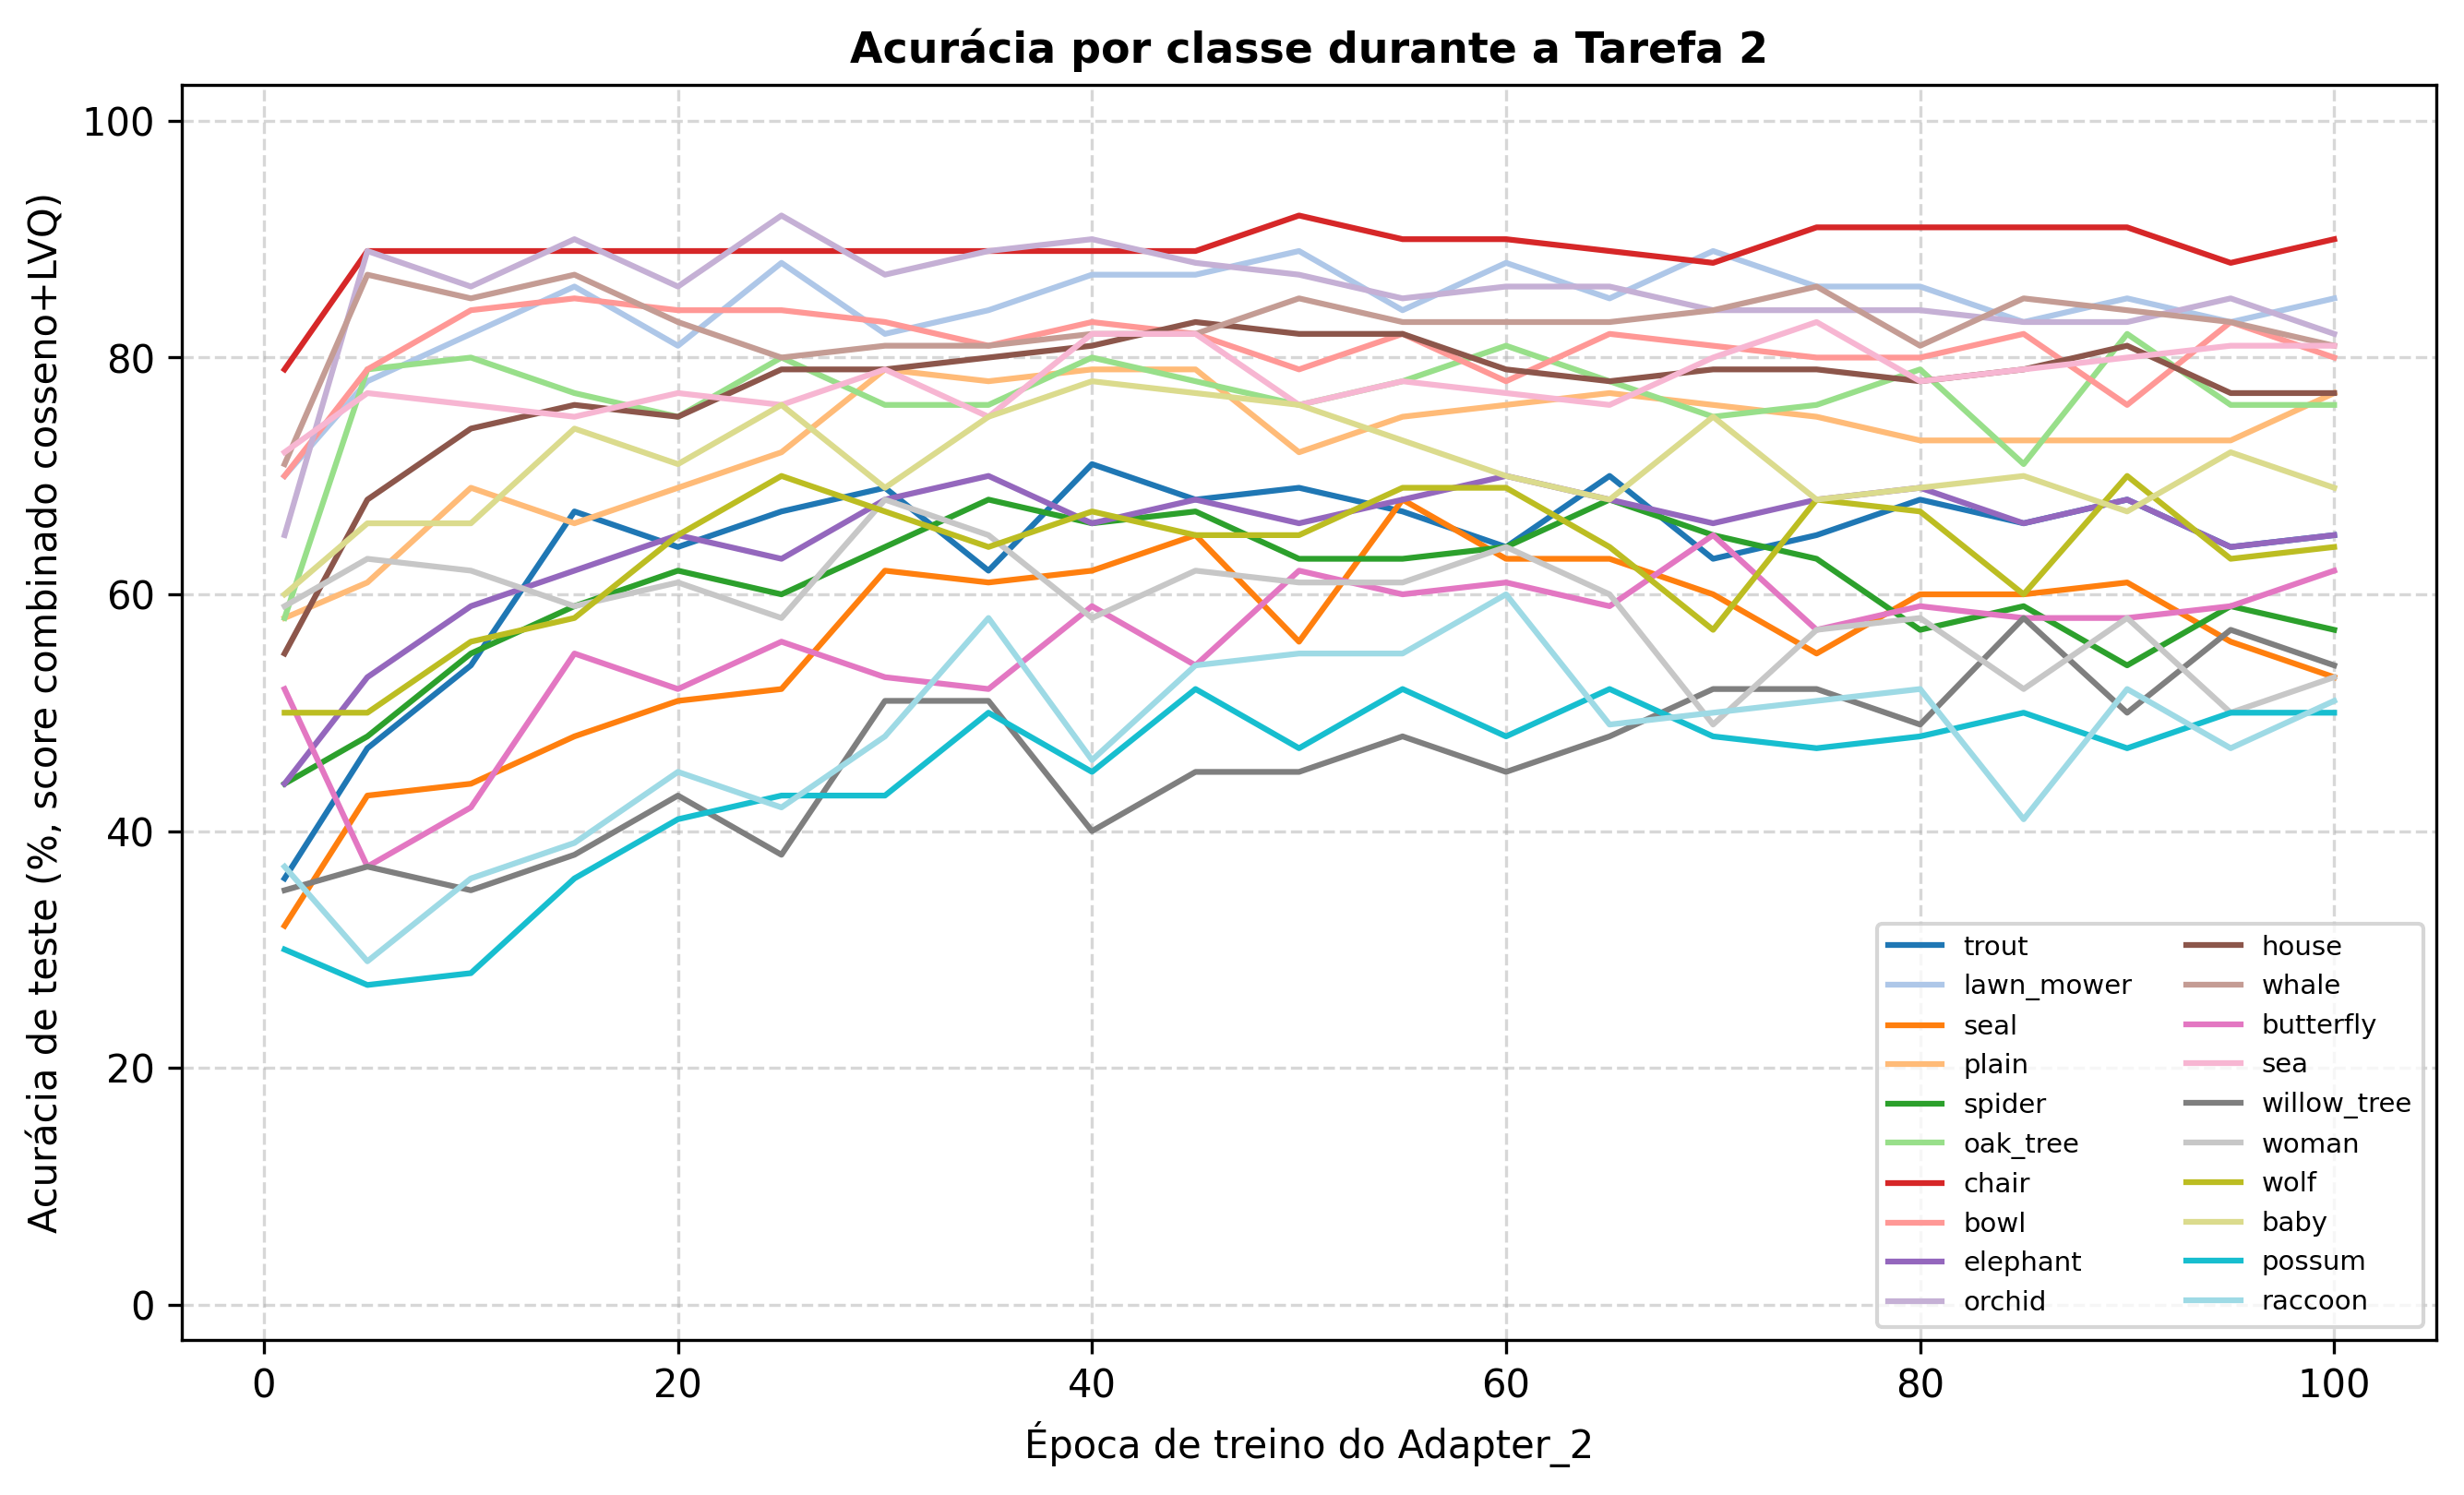 Acurácia por classe durante a Tarefa 2
Acurácia de teste (%, score combinado cosseno+LVQ)
100
80
60
40
20
0
0 20 40 60 80 100
Época de treino do Adapter_2
trout
lawn_mower
seal
plain
spider
oak_tree
chair
bowl
elephant
orchid
house
whale
butterfly
sea
willow_tree
woman
wolf
baby
possum
raccoon